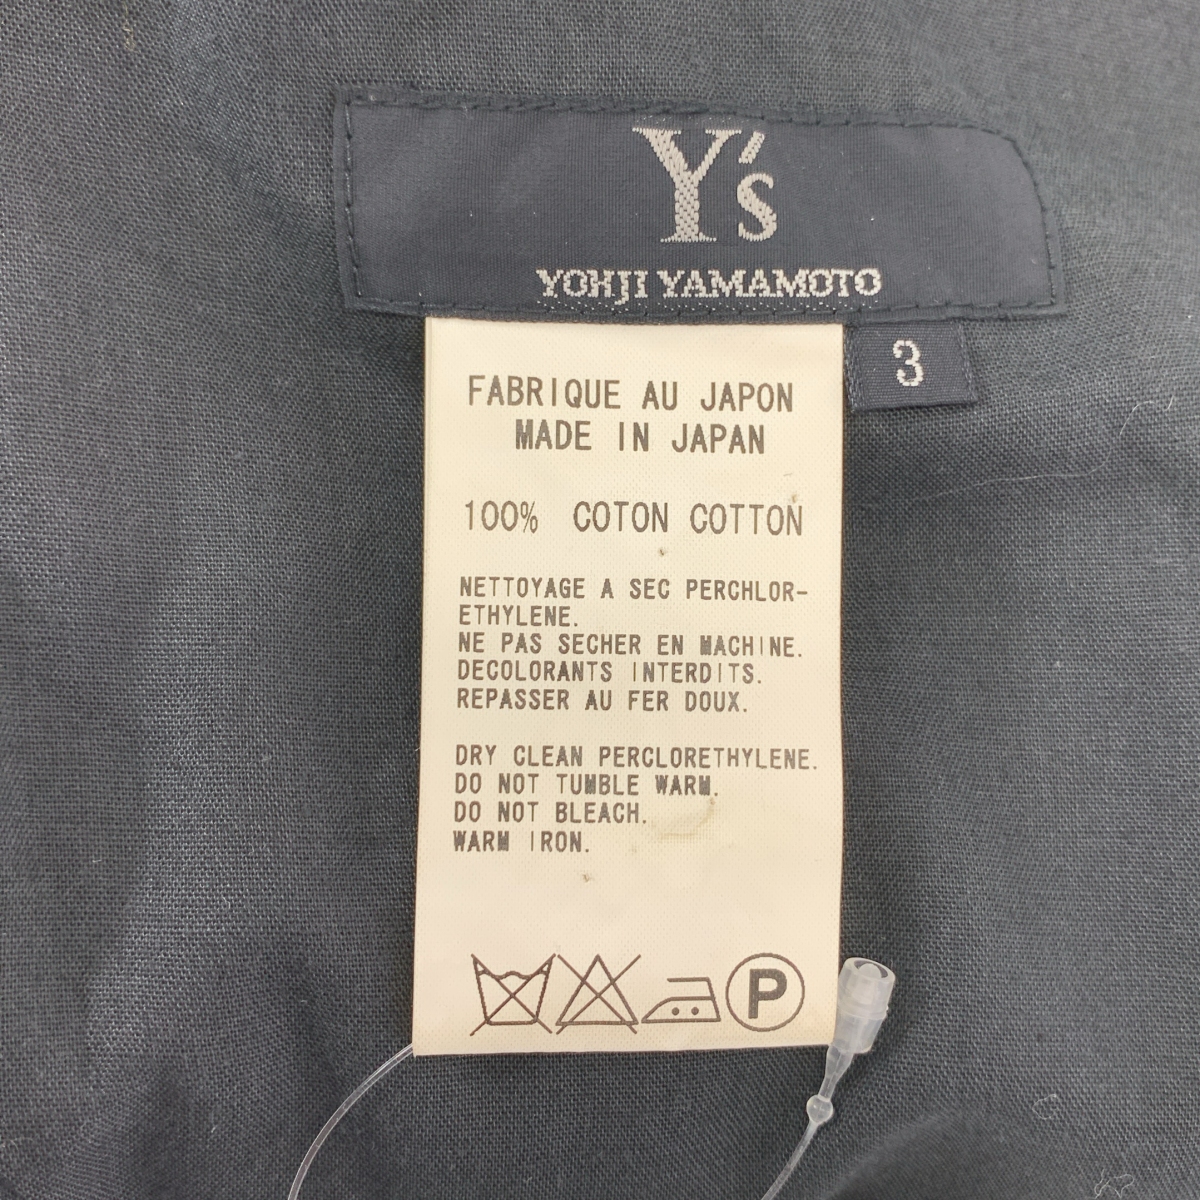 Y's
YOHJI YAMAMOTO
3
FABRIQUE AU JAPON
MADE IN JAPAN
100% COTON COTTON
NETTOYAGE A SEC PERCHLOR-
ETHYLENE.
NE PAS SECHER EN MACHINE.
DECOLORANTS INTERDITS.
REPASSER AU FER DOUX.
DRY CLEAN PERCLORETHYLENE.
DO NOT TUMBLE WARM.
DO NOT BLEACH.
WARM IRON.
P